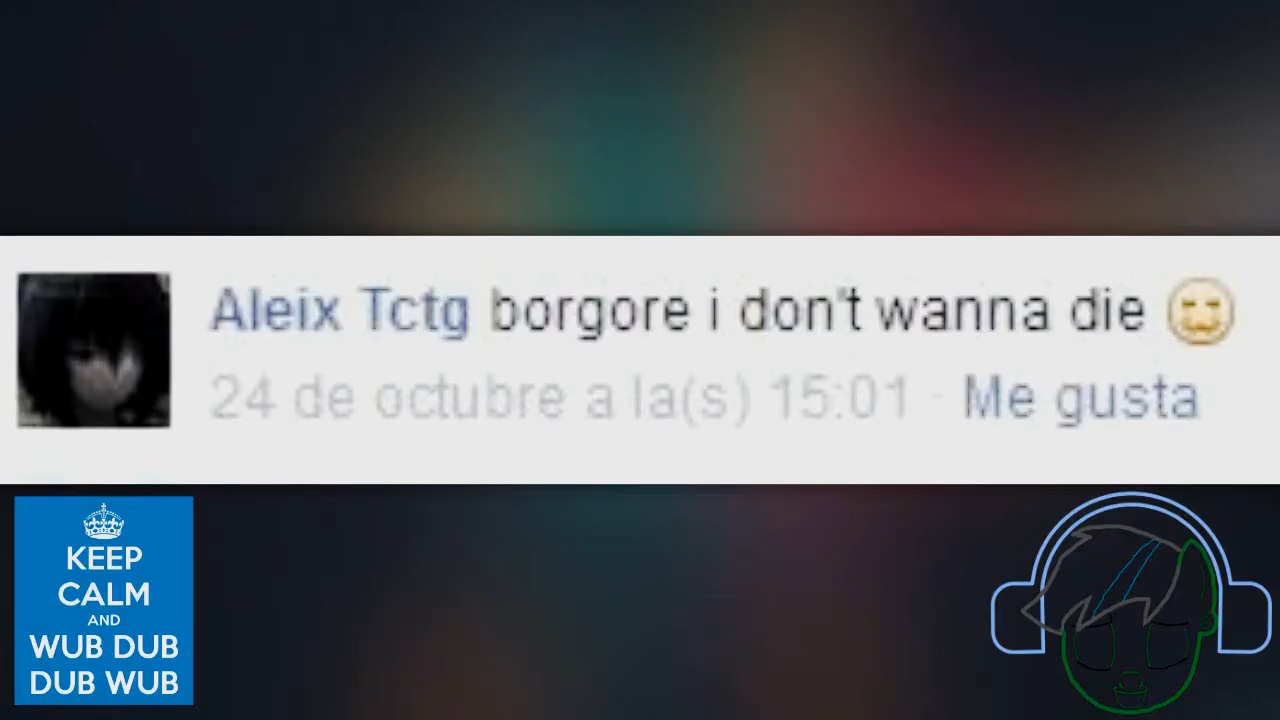 Aleix Tctg borgore i don't wanna die
24 de octubre a la(s) 15:01 · Me gusta
KEEP
CALM
AND
WUB DUB
DUB WUB